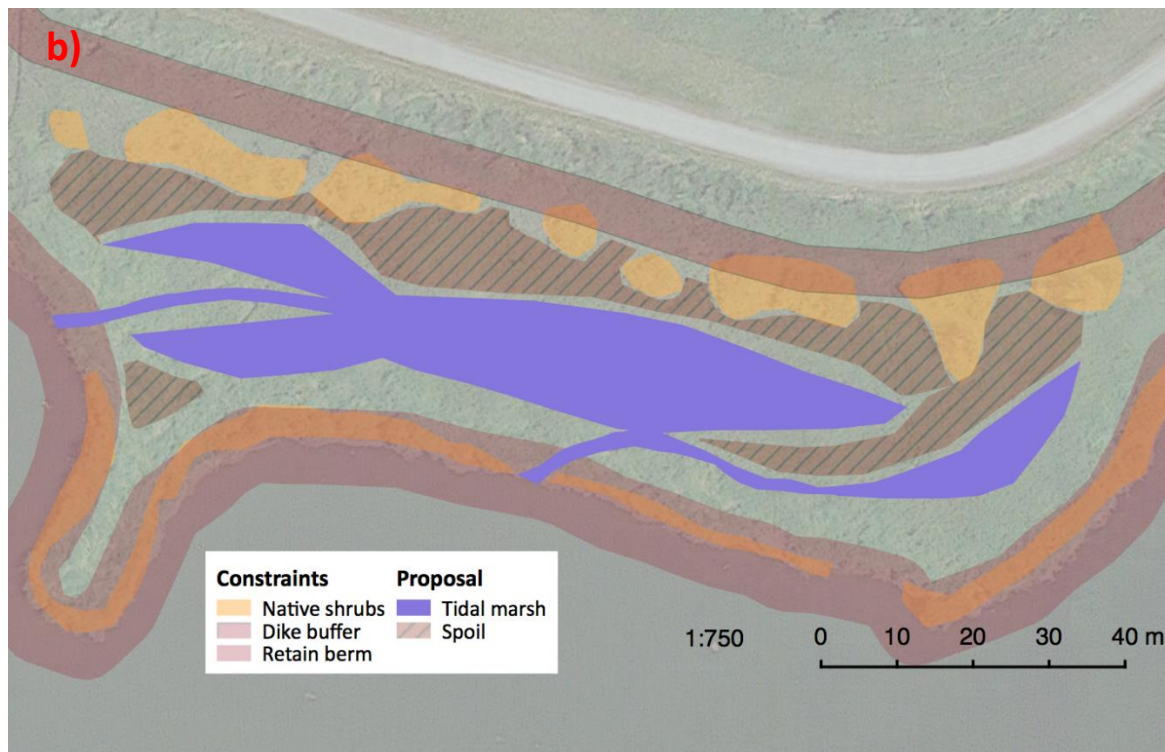 b)
Constraints
Native shrubs
Dike buffer
Retain berm
Proposal
Tidal marsh
Spoil
1:750
0 10 20 30 40 m